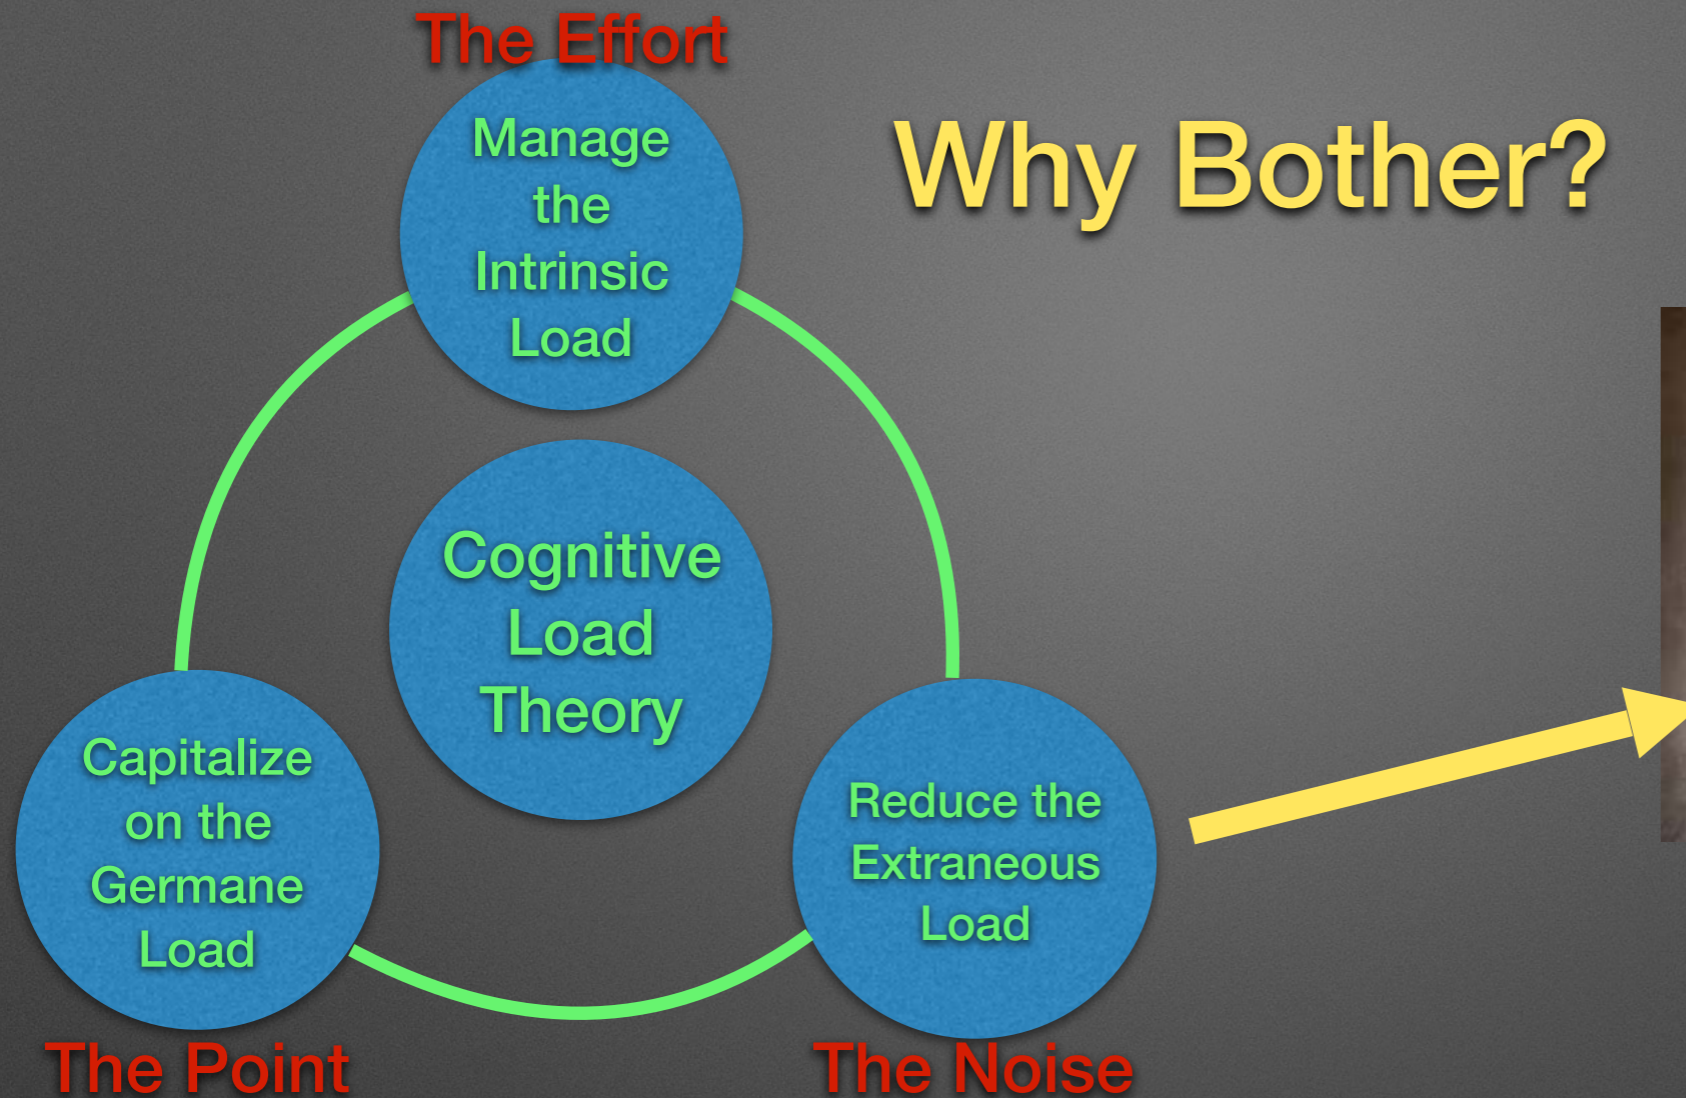 The Effort
Manage
the
Intrinsic
Load
Why Bother?
Cognitive
Load
Theory
Capitalize
on the
Germane
Load
The Point
Reduce the
Extraneous
Load
The Noise